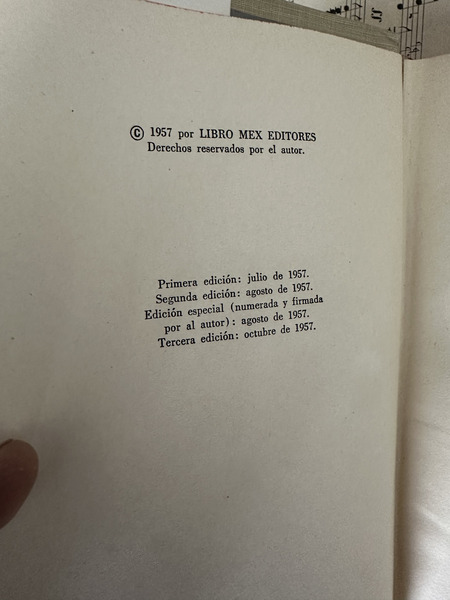 © 1957 por LIBRO MEX EDITORES
Derechos reservados por el autor.
Primera edición: julio de 1957.
Segunda edición: agosto de 1957.
Edición especial (numerada y firmada
por al autor): agosto de 1957.
Tercera edición: octubre de 1957.